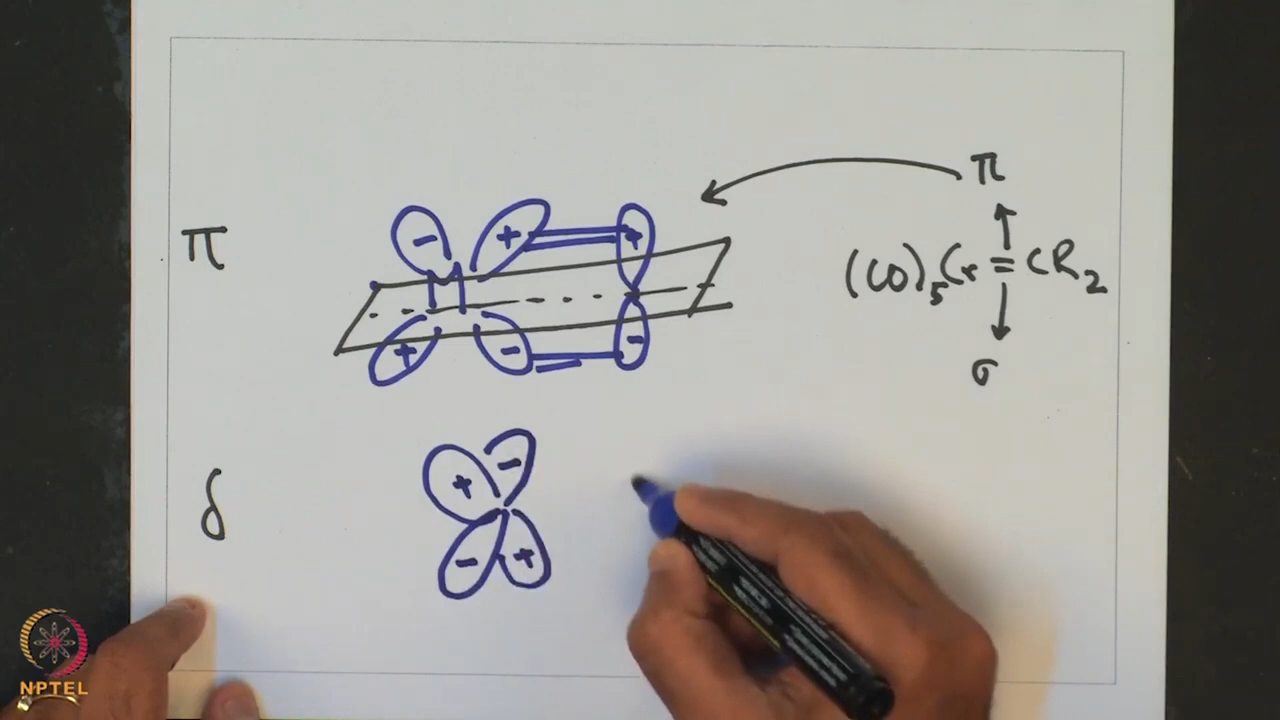 π
π
- + +
M
(CO)₅Cr = CR₂
+ - -
σ
δ
+ -
- +
NPTEL